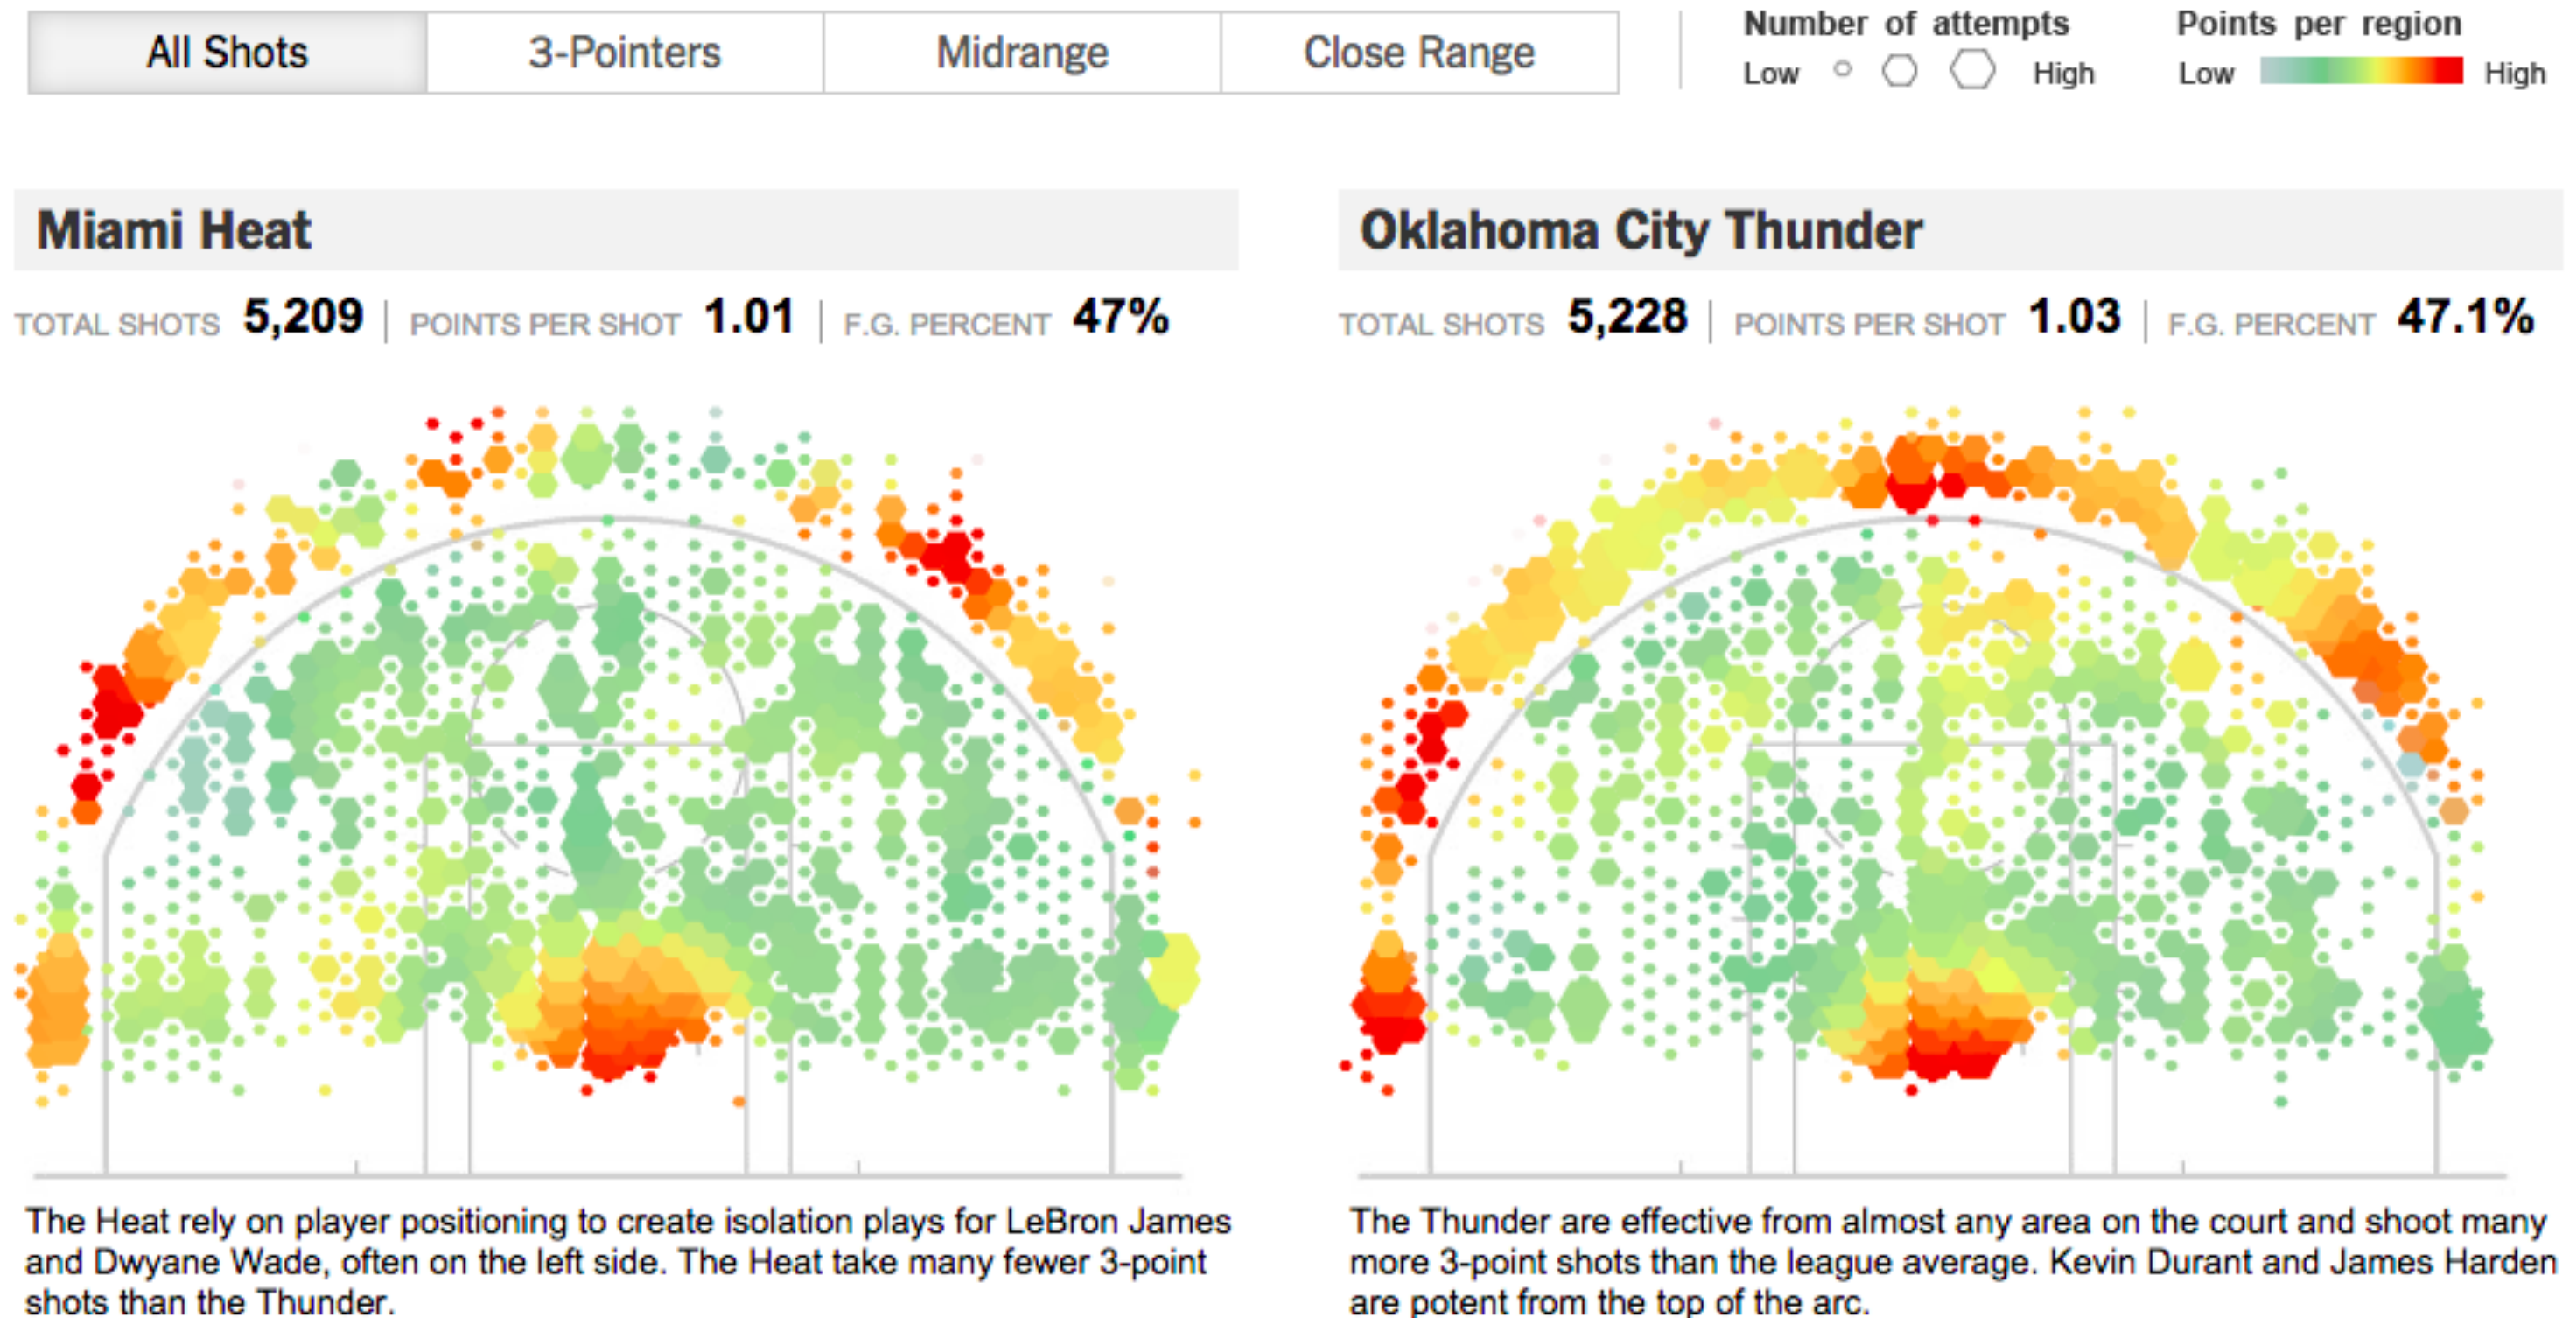 All Shots 3-Pointers Midrange Close Range
Number of attempts
Low High
Points per region
Low High
Miami Heat
TOTAL SHOTS 5,209 | POINTS PER SHOT 1.01 | F.G. PERCENT 47%
The Heat rely on player positioning to create isolation plays for LeBron James
and Dwyane Wade, often on the left side. The Heat take many fewer 3-point
shots than the Thunder.
Oklahoma City Thunder
TOTAL SHOTS 5,228 | POINTS PER SHOT 1.03 | F.G. PERCENT 47.1%
The Thunder are effective from almost any area on the court and shoot many
more 3-point shots than the league average. Kevin Durant and James Harden
are potent from the top of the arc.